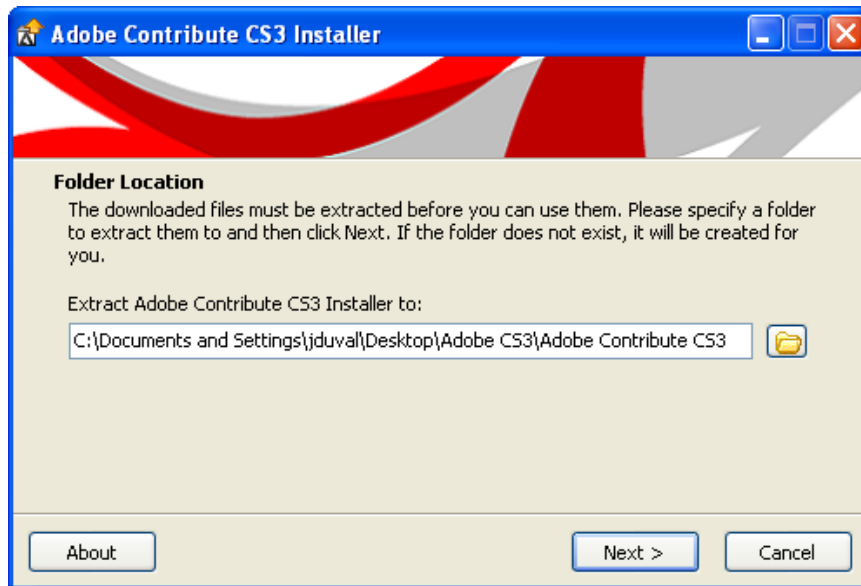 Adobe Contribute CS3 Installer
Folder Location
The downloaded files must be extracted before you can use them. Please specify a folder
to extract them to and then click Next. If the folder does not exist, it will be created for
you.
Extract Adobe Contribute CS3 Installer to:
C:\Documents and Settings\jduval\Desktop\Adobe CS3\Adobe Contribute CS3
About Next > Cancel